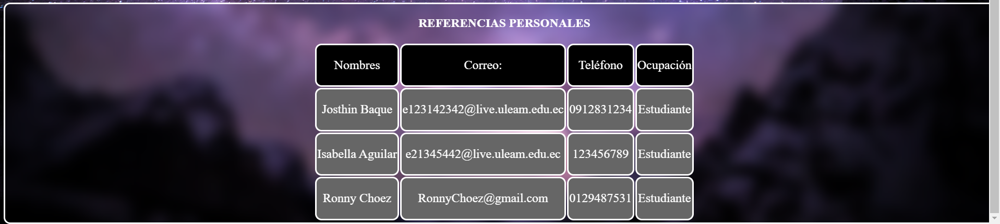 REFERENCIAS PERSONALES
Nombres Correo: Teléfono Ocupación
Josthin Baque e123142342@live.uleam.edu.ec 0912831234 Estudiante
Isabella Aguilar e21345442@live.uleam.edu.ec 123456789 Estudiante
Ronny Choez RonnyChoez@gmail.com 0129487531 Estudiante